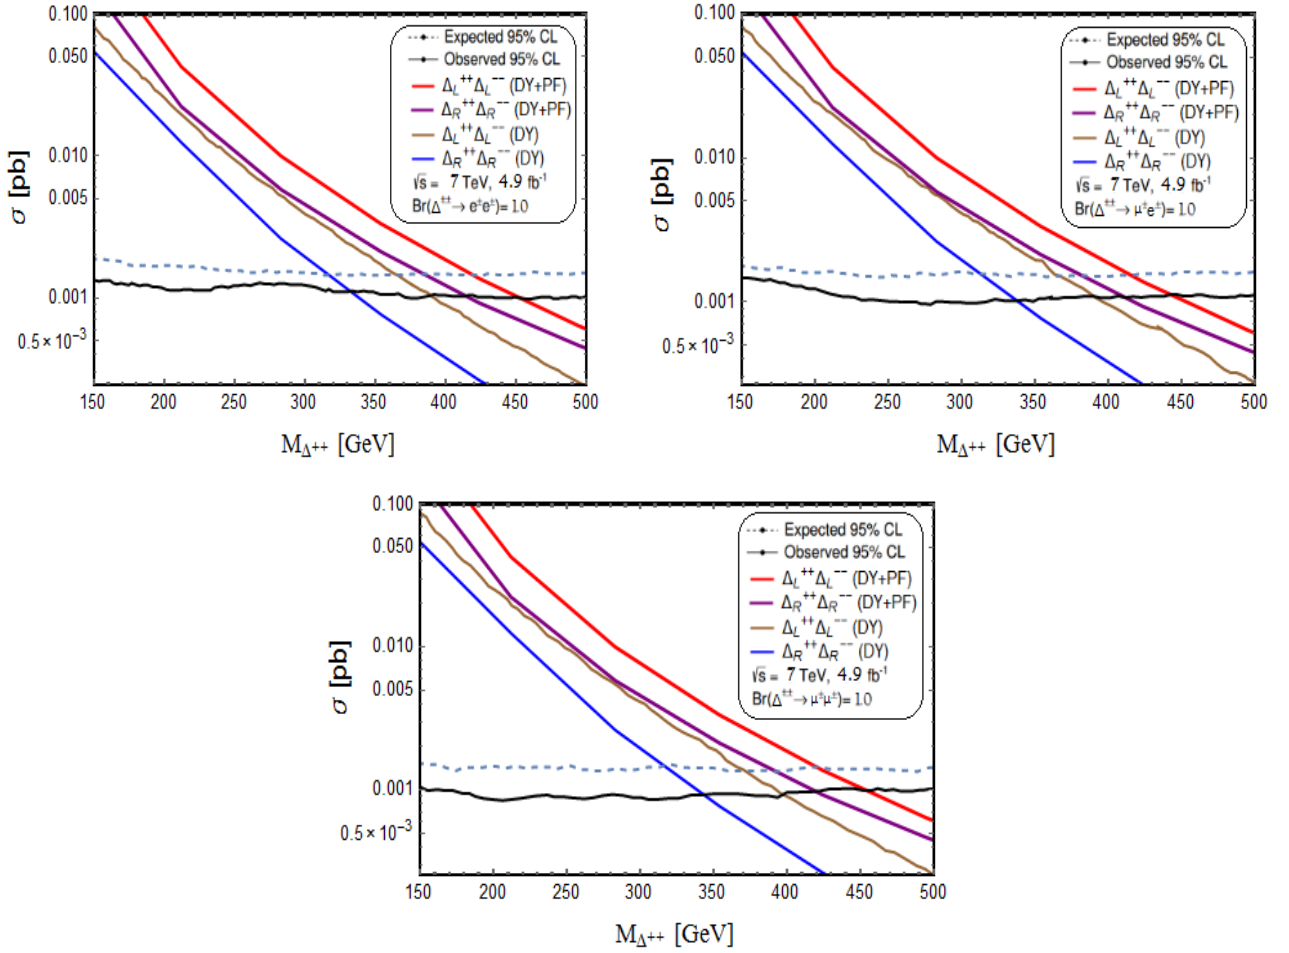 0.100
0.050
0.010
0.005
0.001
0.5×10⁻³
σ [pb]
Expected 95% CL
Observed 95% CL
Δ_L⁺⁺Δ_L⁻⁻ (DY+PF)
Δ_R⁺⁺Δ_R⁻⁻ (DY+PF)
Δ_L⁺⁺Δ_L⁻⁻ (DY)
Δ_R⁺⁺Δ_R⁻⁻ (DY)
√s = 7 TeV, 4.9 fb⁻¹
Br(Δ^±± → e^±e^±)= 1.0
150 200 250 300 350 400 450 500
M_Δ⁺⁺ [GeV]
0.100
0.050
0.010
0.005
0.001
0.5×10⁻³
σ [pb]
Expected 95% CL
Observed 95% CL
Δ_L⁺⁺Δ_L⁻⁻ (DY+PF)
Δ_R⁺⁺Δ_R⁻⁻ (DY+PF)
Δ_L⁺⁺Δ_L⁻⁻ (DY)
Δ_R⁺⁺Δ_R⁻⁻ (DY)
√s = 7 TeV, 4.9 fb⁻¹
Br(Δ^±± → μ^±e^±)= 1.0
150 200 250 300 350 400 450 500
M_Δ⁺⁺ [GeV]
0.100
0.050
0.010
0.005
0.001
0.5×10⁻³
σ [pb]
Expected 95% CL
Observed 95% CL
Δ_L⁺⁺Δ_L⁻⁻ (DY+PF)
Δ_R⁺⁺Δ_R⁻⁻ (DY+PF)
Δ_L⁺⁺Δ_L⁻⁻ (DY)
Δ_R⁺⁺Δ_R⁻⁻ (DY)
√s = 7 TeV, 4.9 fb⁻¹
Br(Δ^±± → μ^±μ^±)= 1.0
150 200 250 300 350 400 450 500
M_Δ⁺⁺ [GeV]